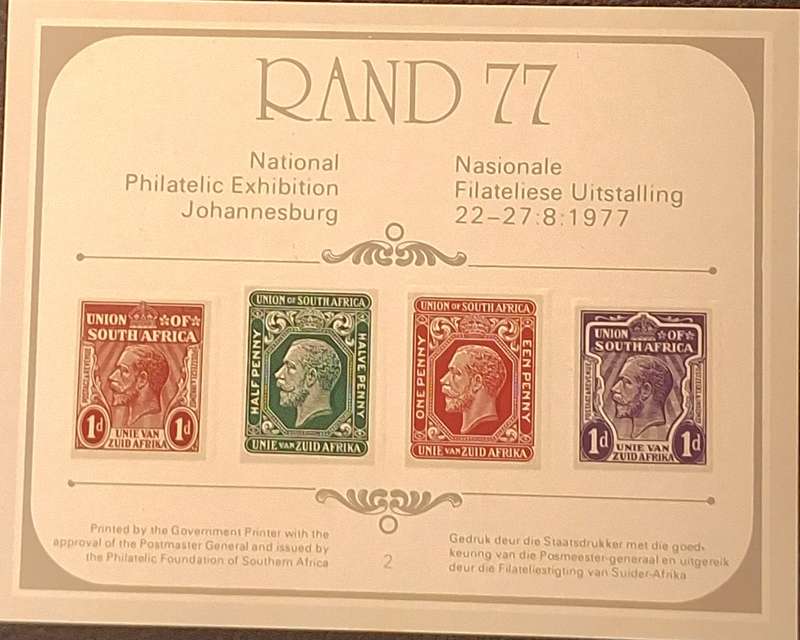 RAND 77
National
Philatelic Exhibition
Johannesburg
Nasionale
Filateliese Uitstalling
22–27:8:1977
UNION OF
SOUTH AFRICA
POSTAGE & REVENUE
1d 1d
UNIE VAN
ZUID AFRIKA
UNION OF SOUTH AFRICA
HALF PENNY
HALVE PENNY
UNIE VAN ZUID AFRIKA
UNION OF SOUTH AFRICA
ONE PENNY
EEN PENNY
UNIE VAN ZUID AFRIKA
UNION OF
SOUTH AFRICA
1d 1d
UNIE VAN
ZUID AFRIKA
Printed by the Government Printer with the
approval of the Postmaster General and issued by
the Philatelic Foundation of Southern Africa
2
Gedruk deur die Staatsdrukker met die goed-
keuring van die Posmeester-generaal en uitgereik
deur die Filateliestigting van Suider-Afrika